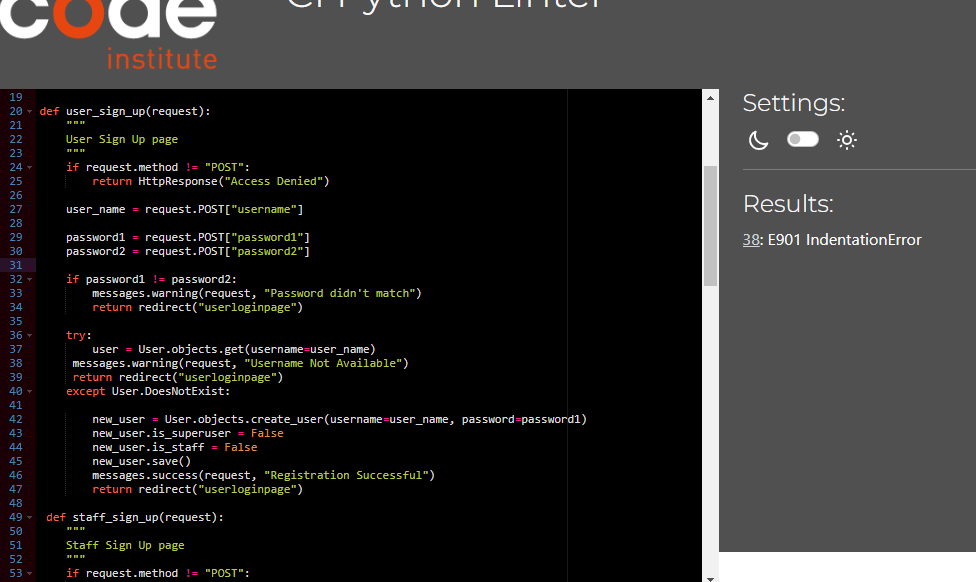 code
institute
CI Python Linter
19
20 def user_sign_up(request):
21 """
22 User Sign Up page
23 """
24 if request.method != "POST":
25 return HttpResponse("Access Denied")
26
27 user_name = request.POST["username"]
28
29 password1 = request.POST["password1"]
30 password2 = request.POST["password2"]
31
32 if password1 != password2:
33 messages.warning(request, "Password didn't match")
34 return redirect("userloginpage")
35
36 try:
37 user = User.objects.get(username=user_name)
38 messages.warning(request, "Username Not Available")
39 return redirect("userloginpage")
40 except User.DoesNotExist:
41
42 new_user = User.objects.create_user(username=user_name, password=password1)
43 new_user.is_superuser = False
44 new_user.is_staff = False
45 new_user.save()
46 messages.success(request, "Registration Successful")
47 return redirect("userloginpage")
48
49 def staff_sign_up(request):
50 """
51 Staff Sign Up page
52 """
53 if request.method != "POST":
Settings:
Results:
38: E901 IndentationError